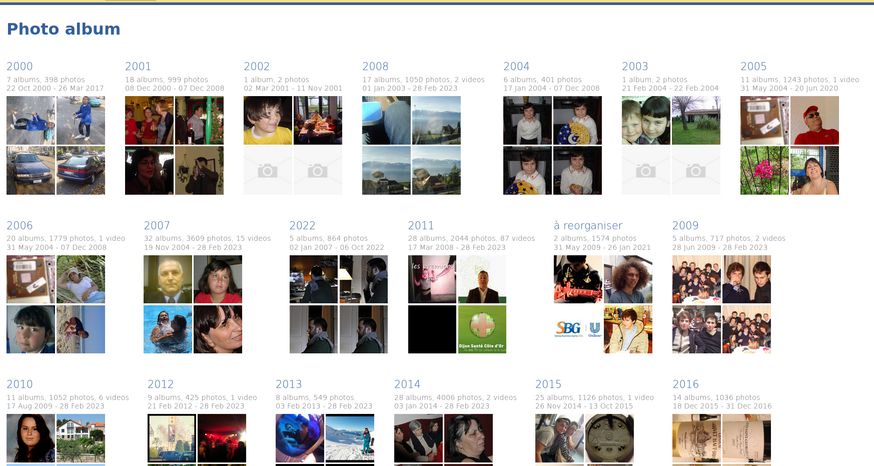 Photo album
2000
7 albums, 398 photos
22 Oct 2000 - 26 Mar 2017
2001
18 albums, 999 photos
08 Dec 2000 - 07 Dec 2008
2002
1 album, 2 photos
02 Mar 2001 - 11 Nov 2001
2008
17 albums, 1050 photos, 2 videos
01 Jan 2003 - 28 Feb 2023
2004
6 albums, 401 photos
17 Jan 2004 - 07 Dec 2008
2003
1 album, 2 photos
21 Feb 2004 - 22 Feb 2004
2005
11 albums, 1243 photos, 1 video
31 May 2004 - 20 Jun 2020
2006
20 albums, 1779 photos, 1 video
31 May 2004 - 07 Dec 2008
2007
32 albums, 3609 photos, 15 videos
19 Nov 2004 - 28 Feb 2023
2022
5 albums, 864 photos
02 Jan 2007 - 06 Oct 2022
2011
28 albums, 2044 photos, 87 videos
17 Mar 2008 - 28 Feb 2023
les
Dijon Santé Côte d'Or
à reorganiser
2 albums, 1574 photos
31 May 2009 - 26 Jan 2021
SBG
Unilever
2009
5 albums, 717 photos, 2 videos
28 Jun 2009 - 28 Feb 2023
2010
11 albums, 1052 photos, 6 videos
17 Aug 2009 - 28 Feb 2023
2012
9 albums, 425 photos, 1 video
21 Feb 2012 - 28 Feb 2023
2013
8 albums, 549 photos
03 Feb 2013 - 28 Feb 2023
2014
28 albums, 4006 photos, 2 videos
03 Jan 2014 - 28 Feb 2023
2015
25 albums, 1126 photos, 1 video
26 Nov 2014 - 13 Oct 2015
2016
14 albums, 1036 photos
18 Dec 2015 - 31 Dec 2016